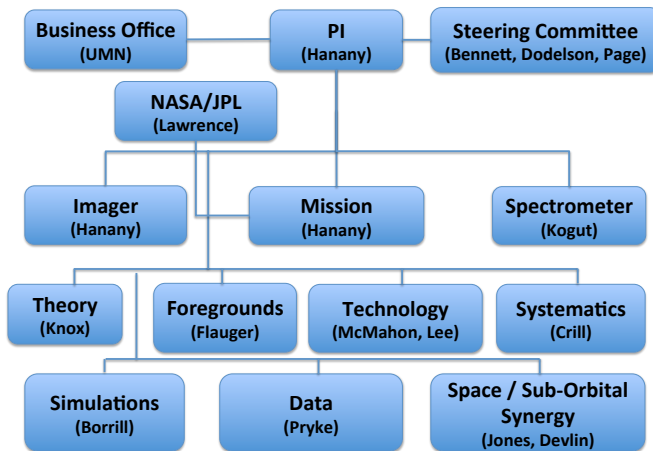 Business Office
(UMN)
PI
(Hanany)
Steering Committee
(Bennett, Dodelson, Page)
NASA/JPL
(Lawrence)
Imager
(Hanany)
Mission
(Hanany)
Spectrometer
(Kogut)
Theory
(Knox)
Foregrounds
(Flauger)
Technology
(McMahon, Lee)
Systematics
(Crill)
Simulations
(Borrill)
Data
(Pryke)
Space / Sub-Orbital
Synergy
(Jones, Devlin)